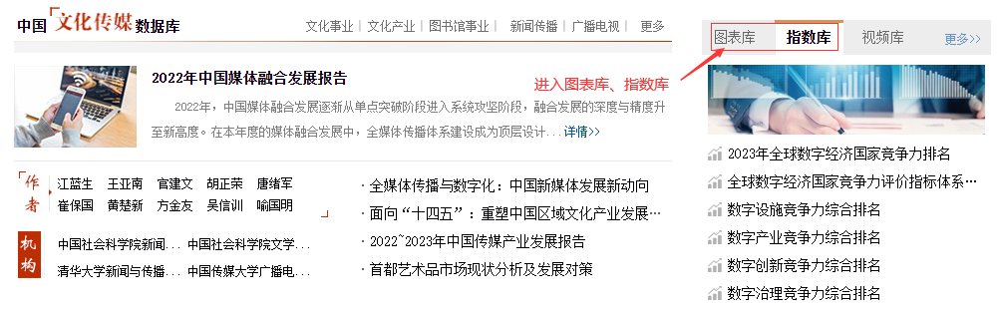 中国文化传媒数据库
文化事业｜文化产业｜图书馆事业｜ 新闻传播｜广播电视｜ 更多
2022年中国媒体融合发展报告
2022年，中国媒体融合发展逐渐从单点突破阶段进入系统攻坚阶段，融合发展的深度与精度升
至新高度。在本年度的媒体融合发展中，全媒体传播体系建设成为顶层设计...详情>>
作者
江蓝生 王亚南 官建文 胡正荣 唐绪军
崔保国 黄楚新 方金友 吴信训 喻国明
机构
中国社会科学院新闻... 中国社会科学院文学...
清华大学新闻与传播... 中国传媒大学广播电...
· 全媒体传播与数字化：中国新媒体发展新动向
· 面向“十四五”：重塑中国区域文化产业发展…
· 2022~2023年中国传媒产业发展报告
· 首都艺术品市场现状分析及发展对策
进入图表库、指数库
图表库 指数库 视频库 更多>>
2023年全球数字经济国家竞争力排名
全球数字经济国家竞争力评价指标体系…
数字设施竞争力综合排名
数字产业竞争力综合排名
数字创新竞争力综合排名
数字治理竞争力综合排名